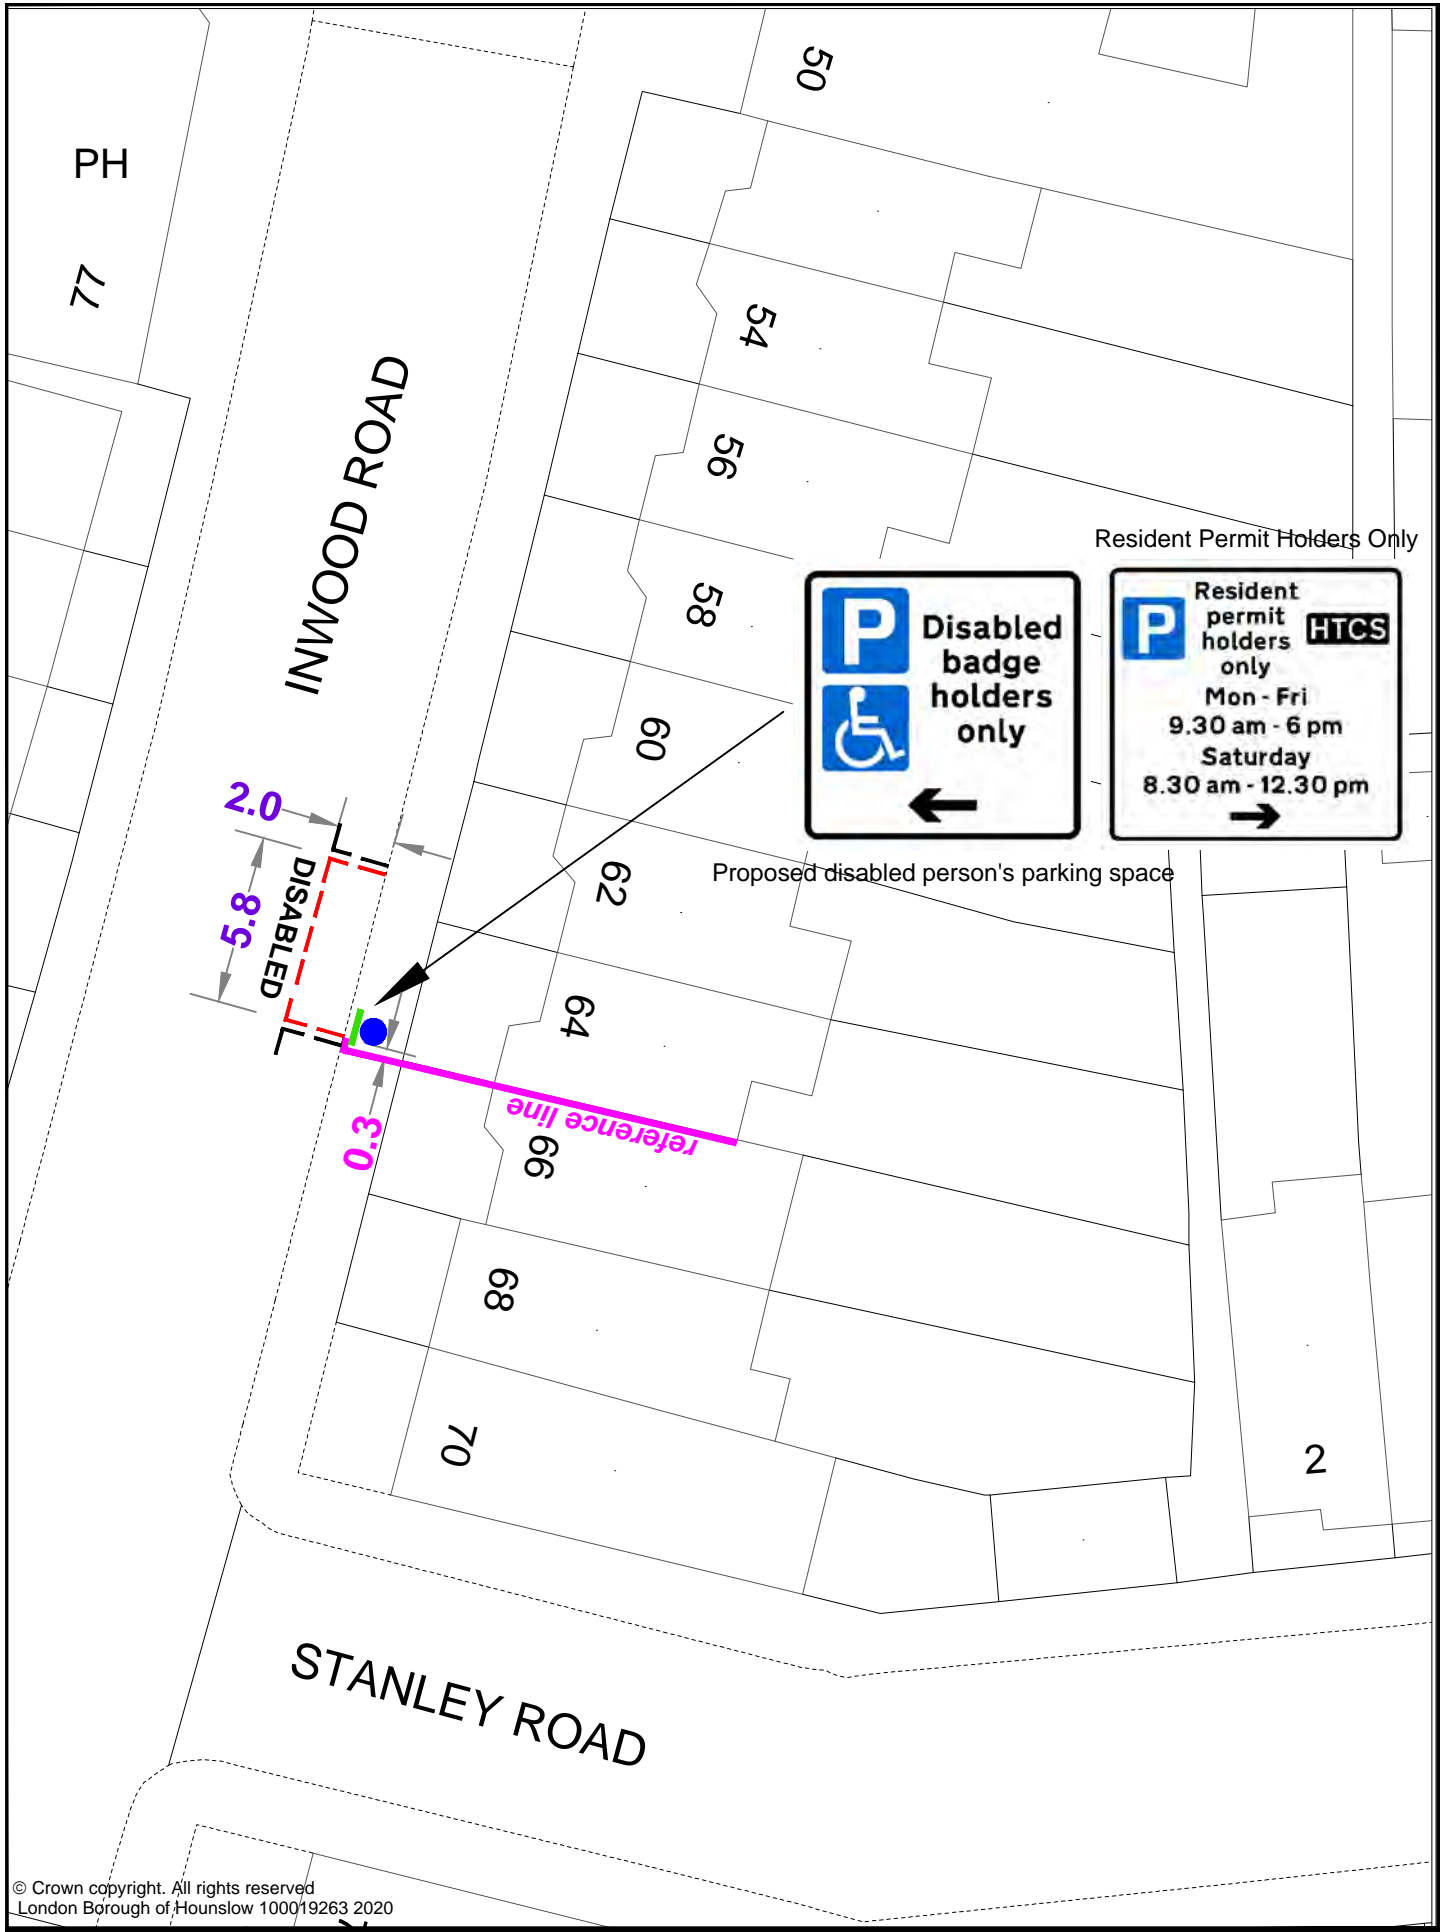 50
PH
77
54
INWOOD ROAD
56
Resident Permit Holders Only
58
P
Disabled
badge
holders
only
P
Resident
permit
holders
only
HTCS
Mon - Fri
9.30 am - 6 pm
Saturday
8.30 am - 12.30 pm
60
2.0
Proposed disabled person's parking space
62
5.8
DISABLED
64
reference line
0.3
66
68
70
2
STANLEY ROAD
© Crown copyright. All rights reserved
London Borough of Hounslow 100019263 2020